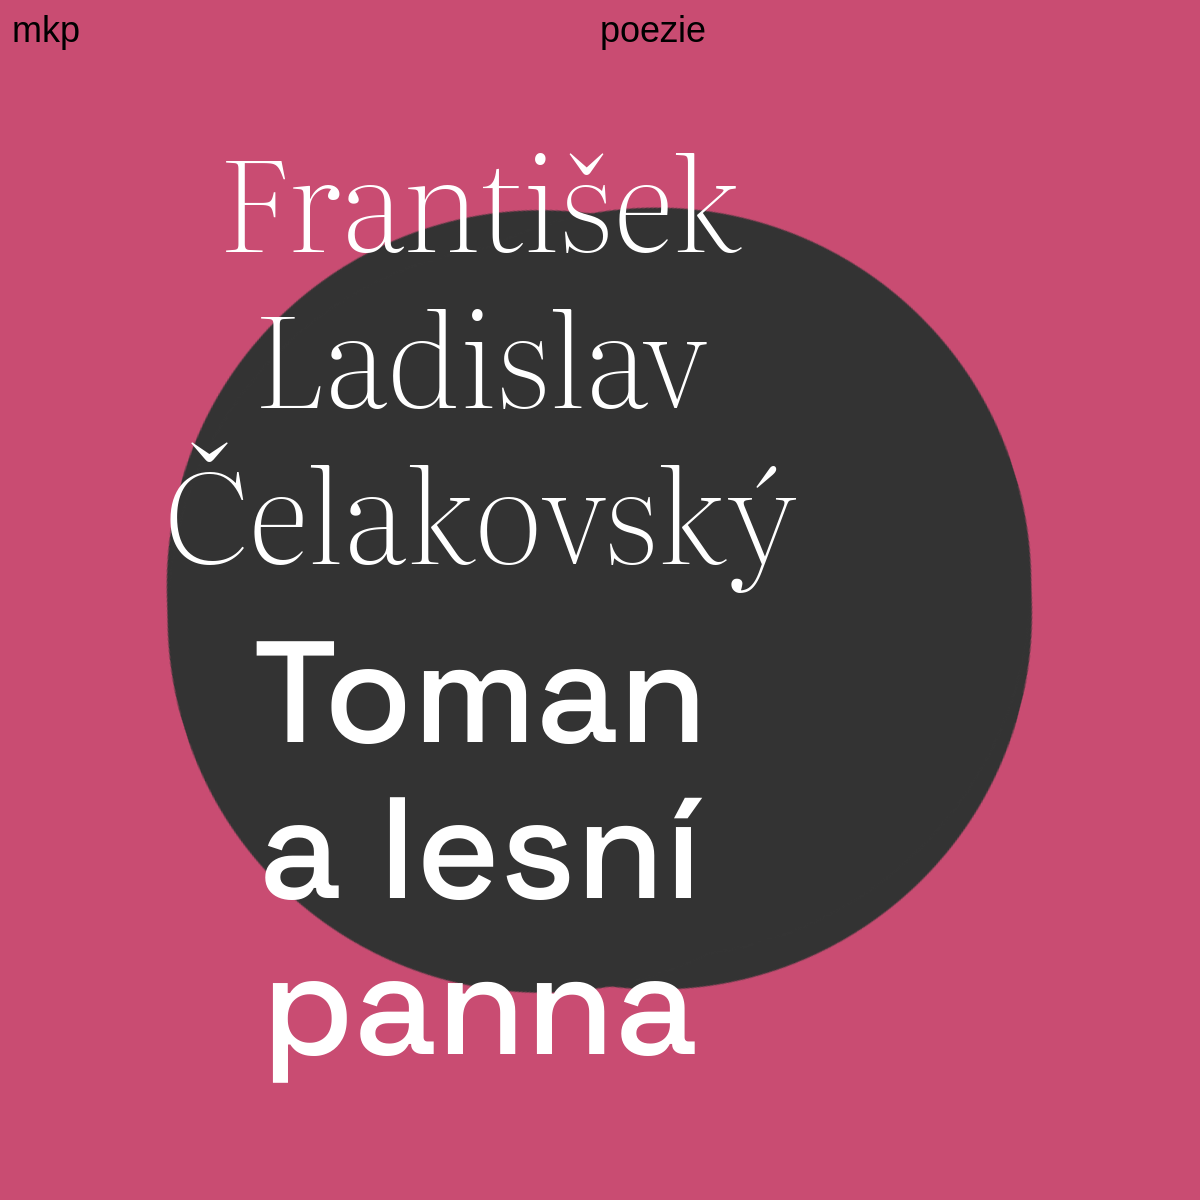 mkp
poezie
František
Ladislav
Čelakovský
Toman
a lesní
panna